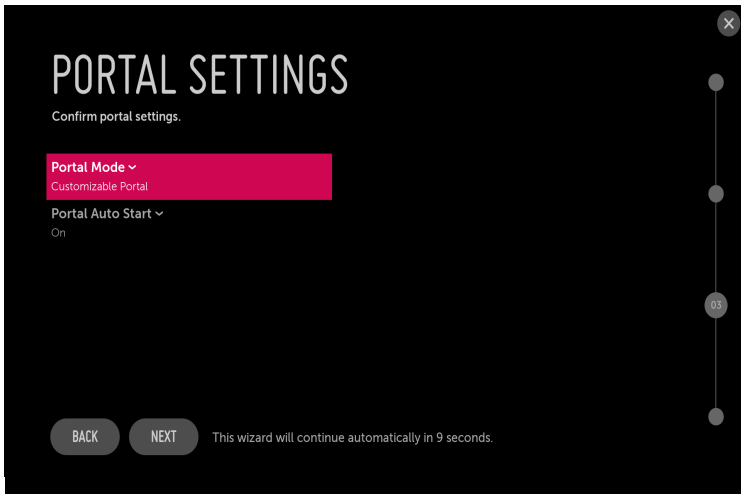 PORTAL SETTINGS
Confirm portal settings.
Portal Mode
Customizable Portal
Portal Auto Start
On
03
BACK
NEXT
This wizard will continue automatically in 9 seconds.